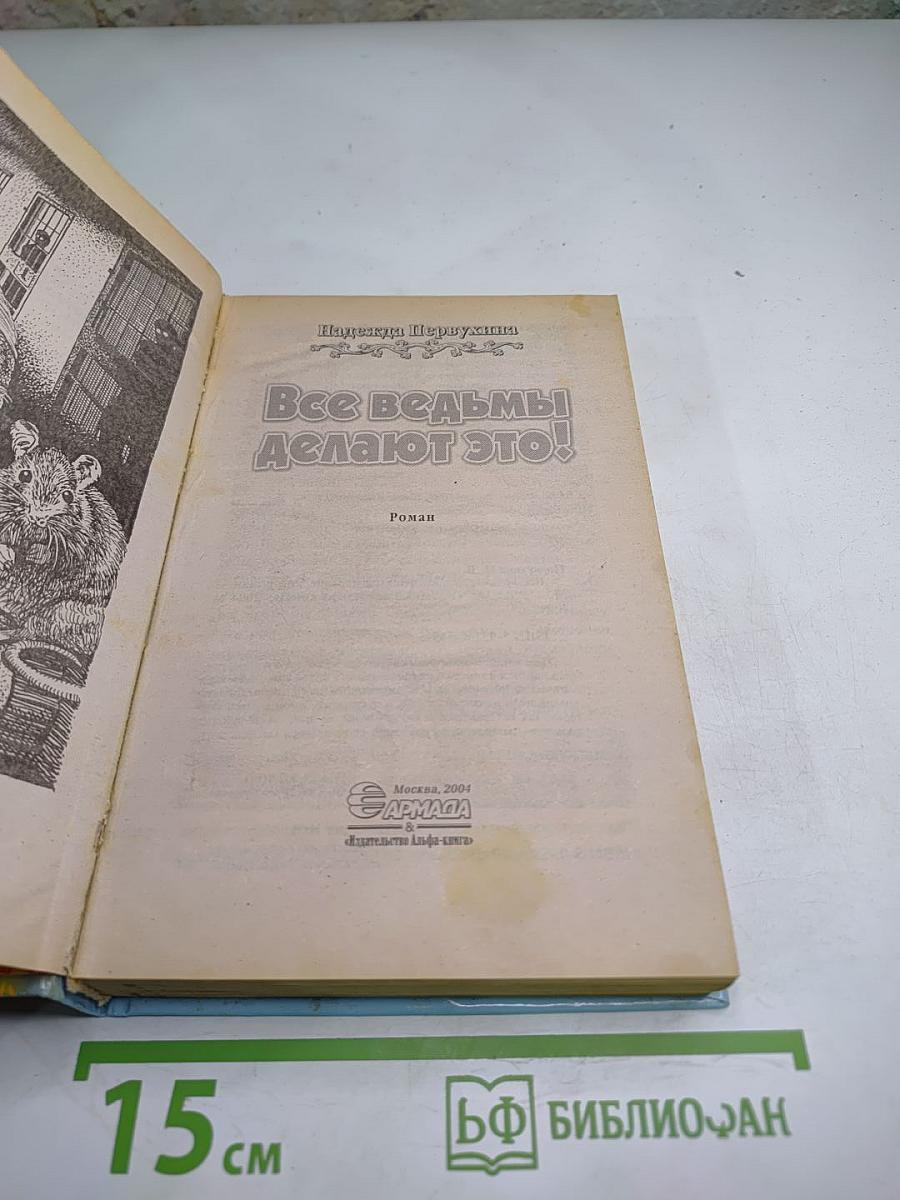 Надежда Первухина
Все ведьмы
делают это!
Роман
Москва, 2004
АРМАДА
&
«Издательство Альфа-книга»
15 см
БФ БИБЛИОФАН